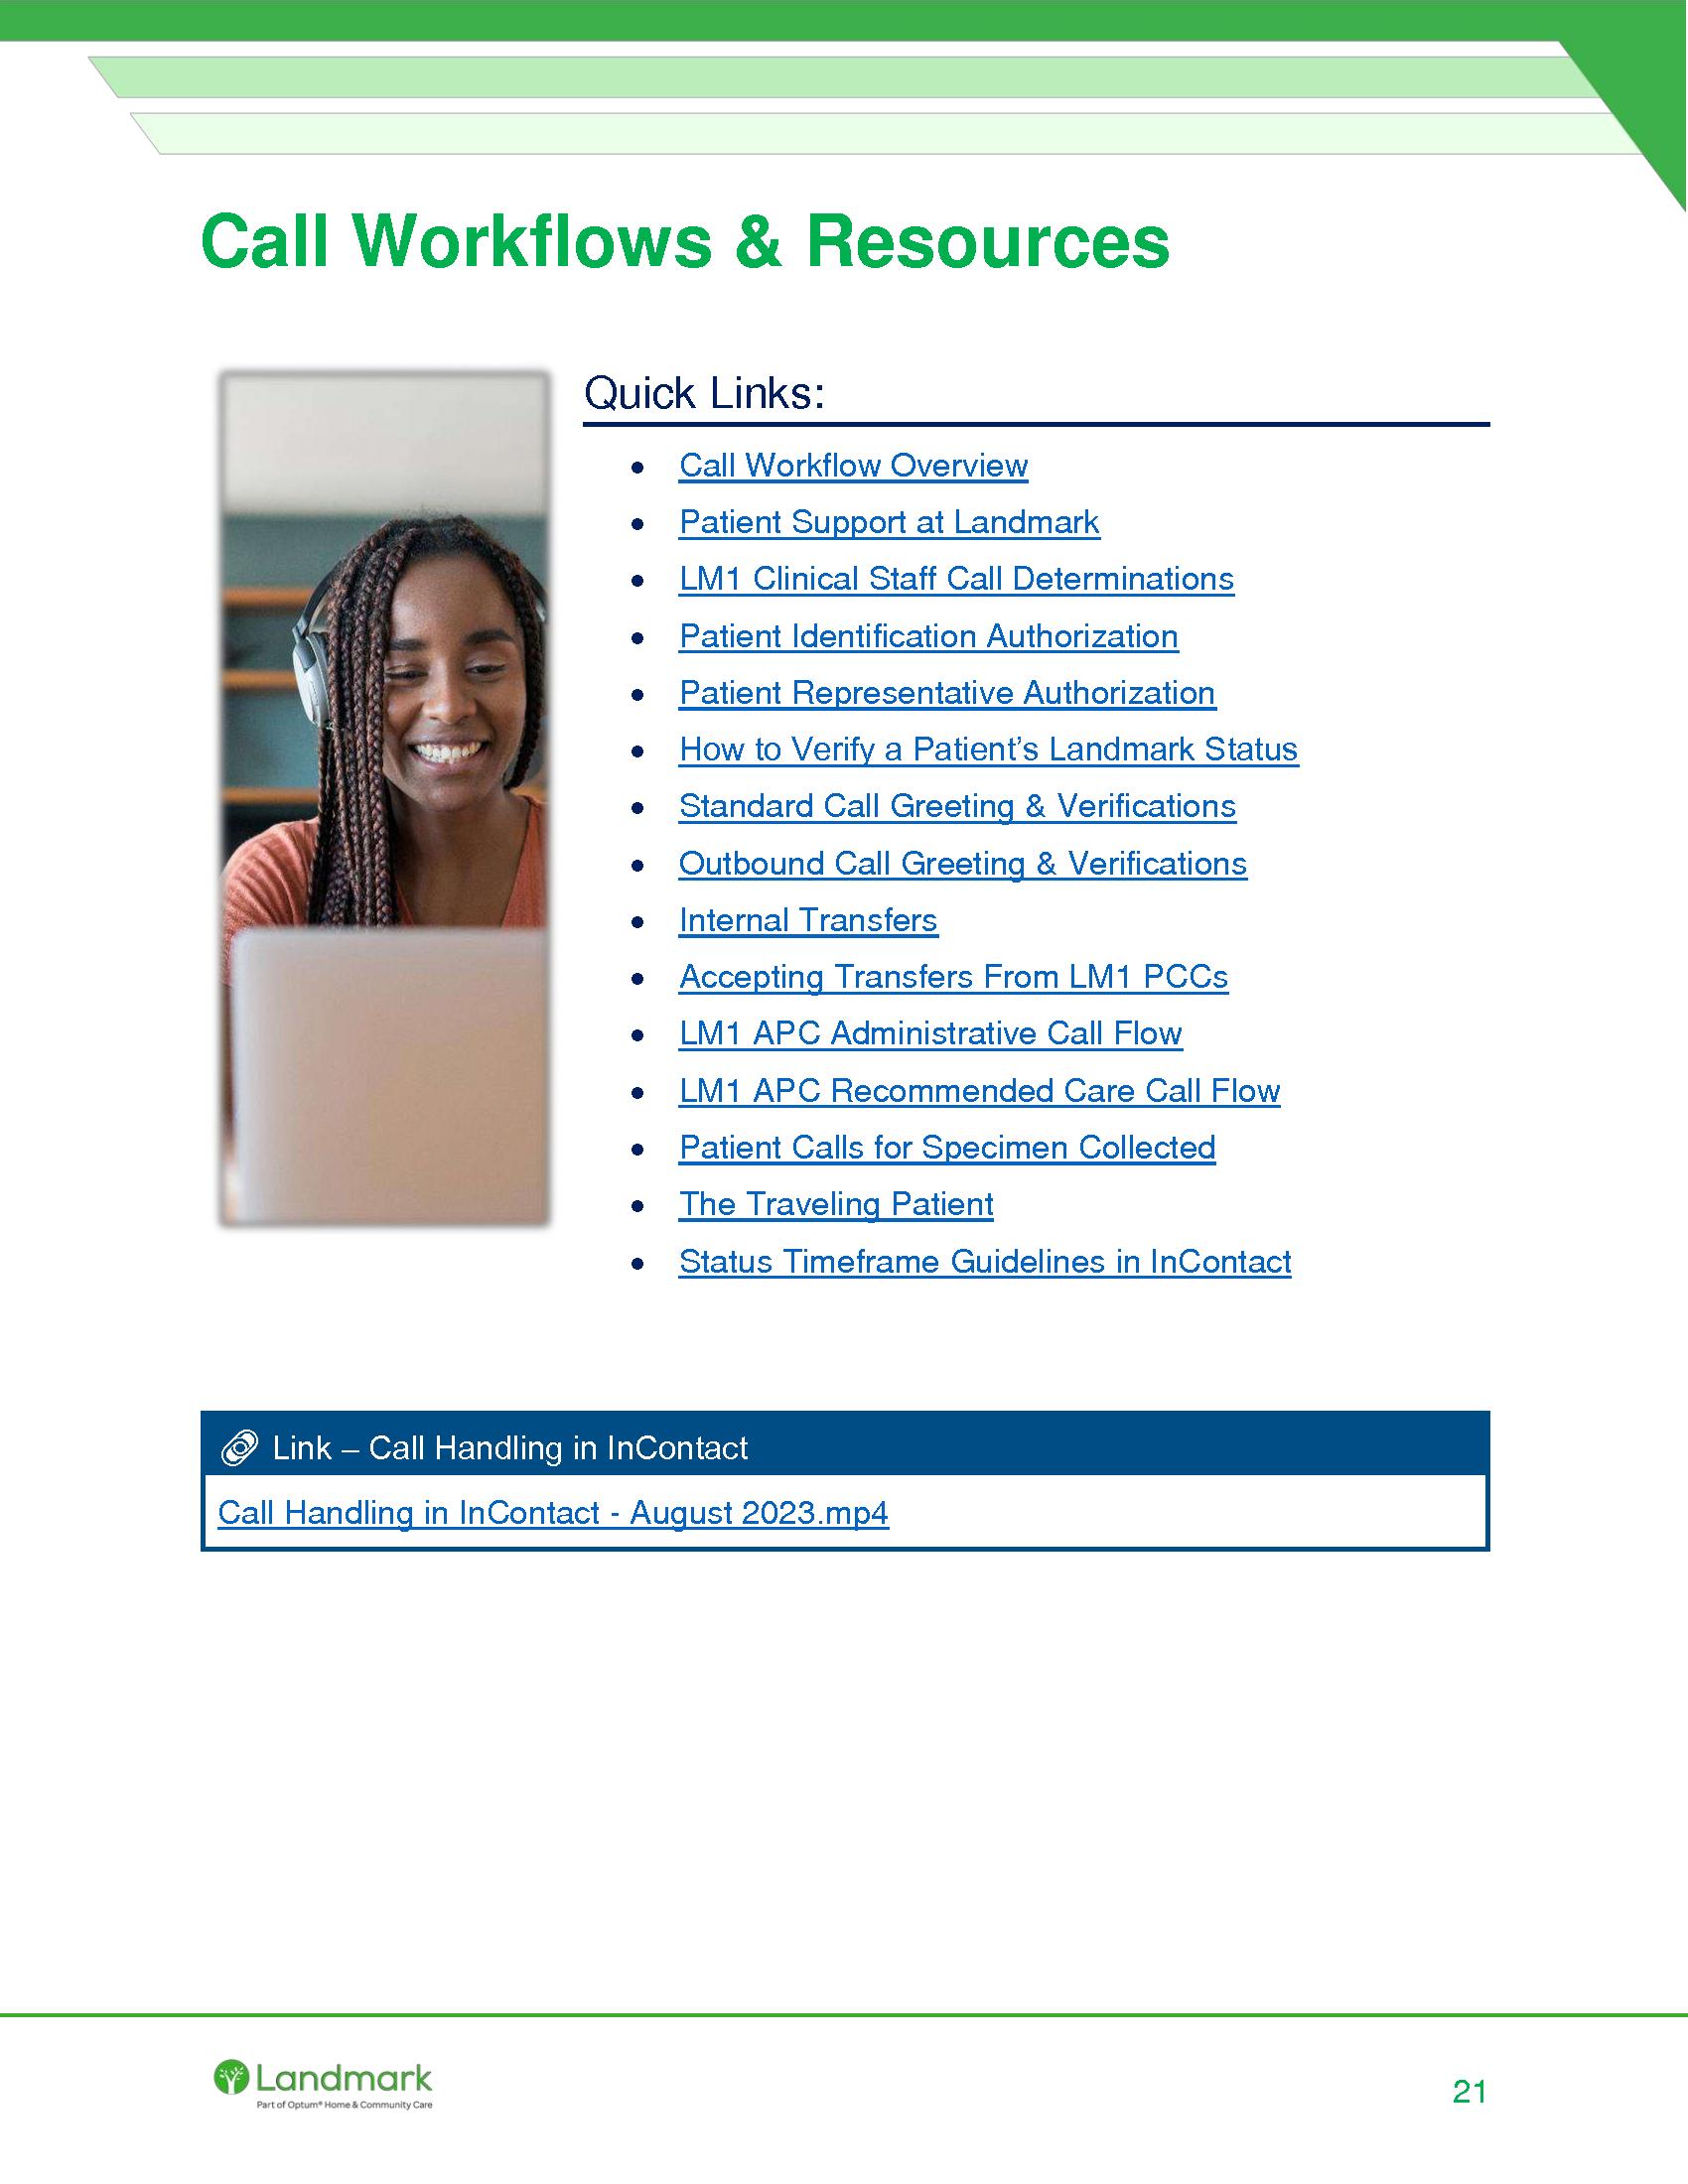 Call Workflows & Resources
Quick Links:
• Call Workflow Overview
• Patient Support at Landmark
• LM1 Clinical Staff Call Determinations
• Patient Identification Authorization
• Patient Representative Authorization
• How to Verify a Patient’s Landmark Status
• Standard Call Greeting & Verifications
• Outbound Call Greeting & Verifications
• Internal Transfers
• Accepting Transfers From LM1 PCCs
• LM1 APC Administrative Call Flow
• LM1 APC Recommended Care Call Flow
• Patient Calls for Specimen Collected
• The Traveling Patient
• Status Timeframe Guidelines in InContact
Link – Call Handling in InContact
Call Handling in InContact - August 2023.mp4
Landmark
Part of Optum® Home & Community Care
21